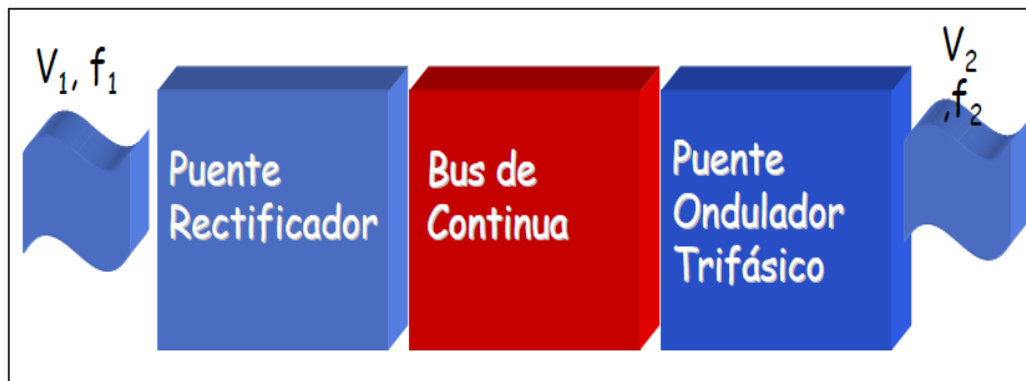 V₁, f₁
Puente
Rectificador
Bus de
Continua
Puente
Ondulador
Trifásico
V₂
,f₂